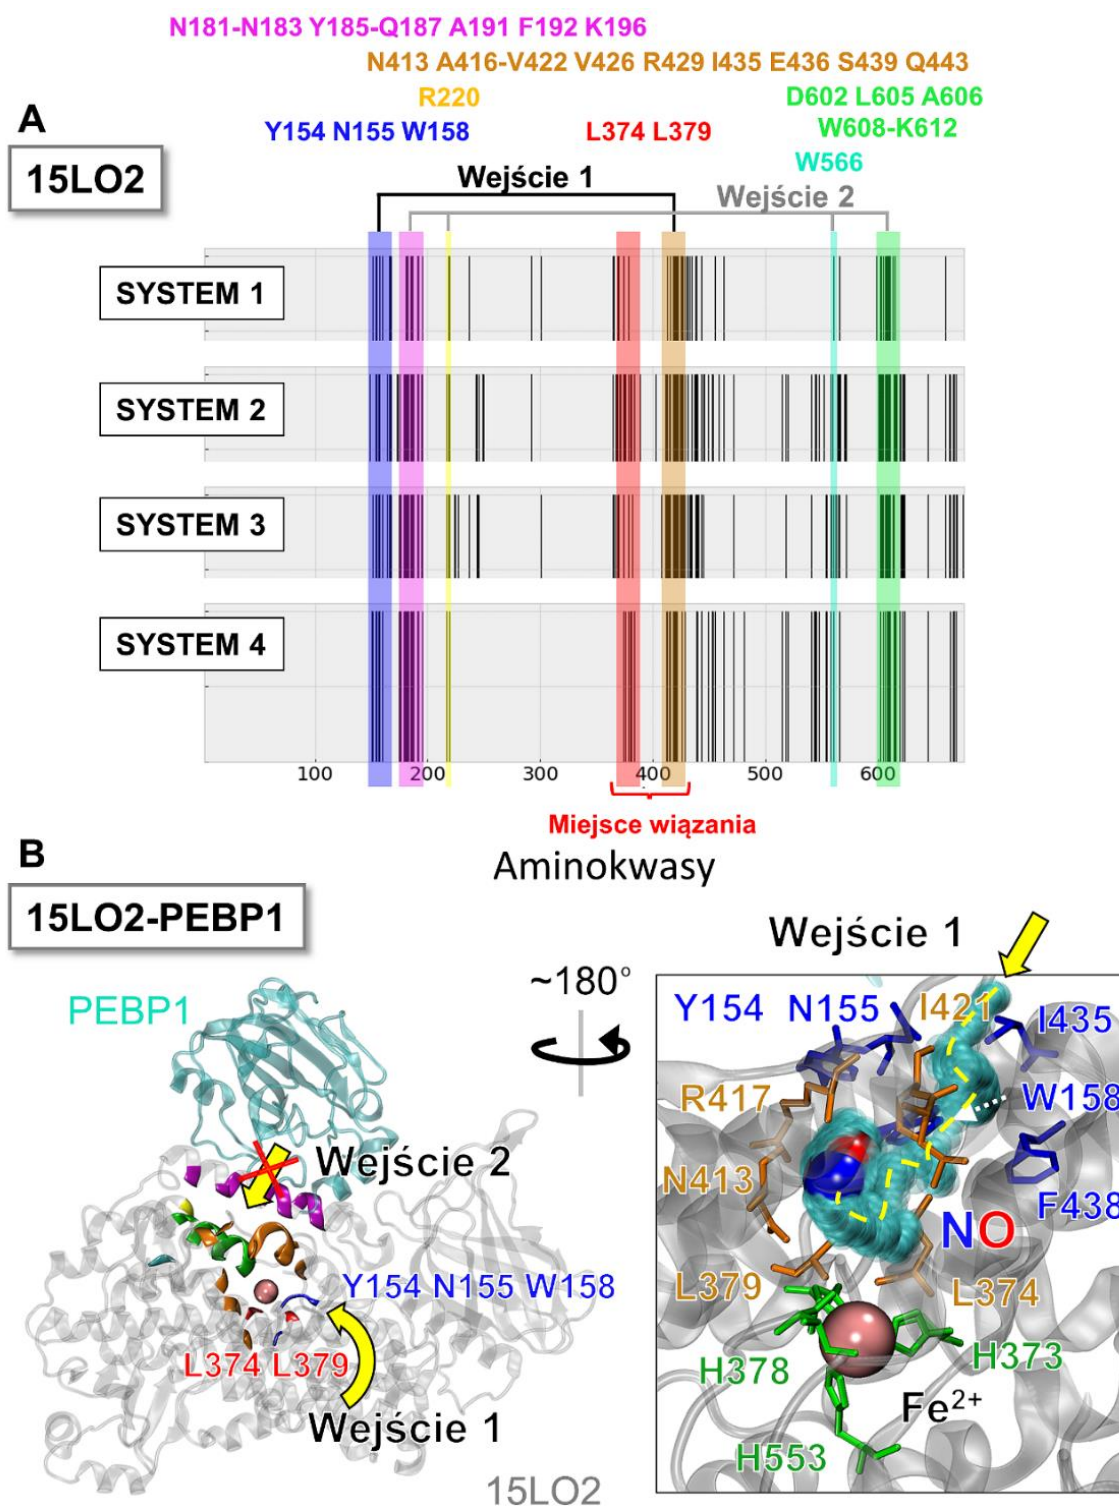 N181-N183 Y185-Q187 A191 F192 K196
N413 A416-V422 V426 R429 I435 E436 S439 Q443
R220
D602 L605 A606
A
Y154 N155 W158
L374 L379
W608-K612
15LO2
W566
Wejście 1
Wejście 2
SYSTEM 1
SYSTEM 2
SYSTEM 3
SYSTEM 4
100 200 300 400 500 600
Miejsce wiązania
Aminokwasy
B
15LO2-PEBP1
PEBP1
Wejście 2
Y154 N155 W158
L374 L379
Wejście 1
15LO2
~180°
Wejście 1
Y154 N155 I421 I435
R417
W158
N413
F438
NO
L379
L374
H378
H373
Fe²⁺
H553